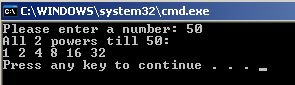 C:\WINDOWS\system32\cmd.exe
Please enter a number: 50
All 2 powers till 50:
1 2 4 8 16 32
Press any key to continue . . .